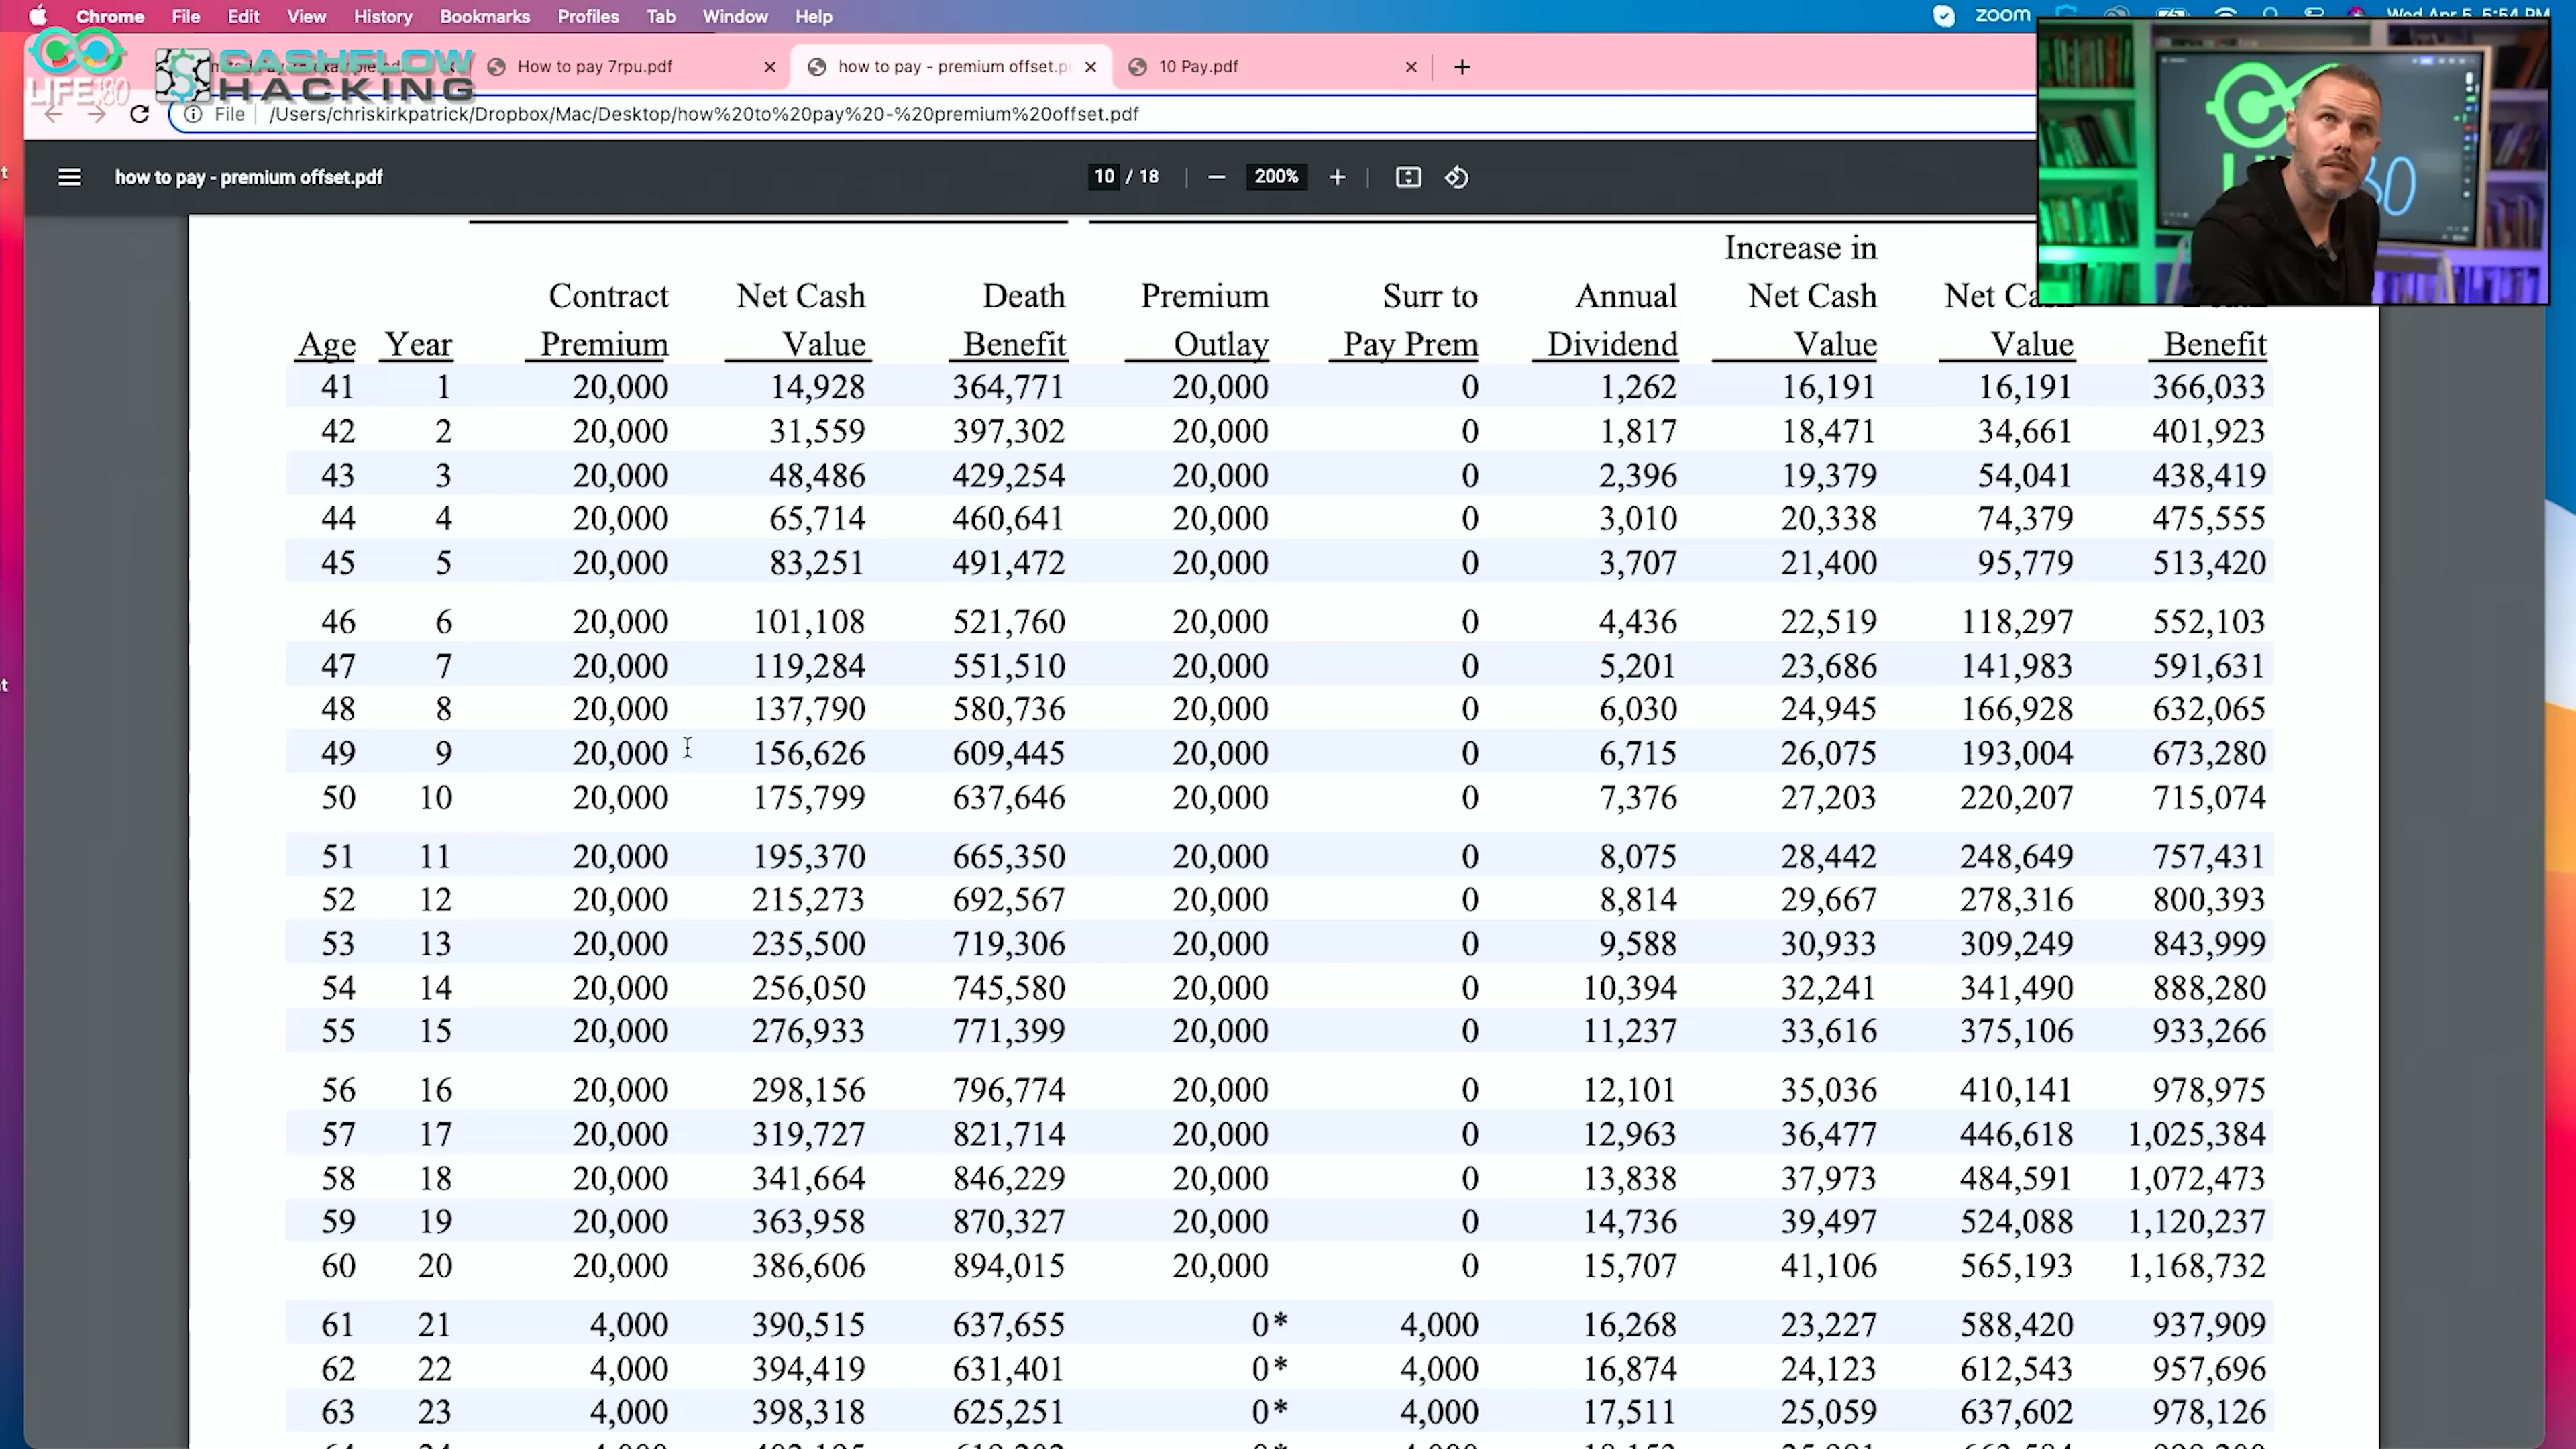 Chrome File Edit View History Bookmarks Profiles Tab Window Help zoom Wed Apr 5 5:54 PM
LIFE180 CASHFLOW HACKING
How to pay 7rpu.pdf how to pay - premium offset.p 10 Pay.pdf
File /Users/chriskirkpatrick/Dropbox/Mac/Desktop/how%20to%20pay%20-%20premium%20offset.pdf
how to pay - premium offset.pdf 10 / 18 200%
Increase in
Contract Net Cash Death Premium Surr to Annual Net Cash Net Cash
Age Year Premium Value Benefit Outlay Pay Prem Dividend Value Value Benefit
41 1 20,000 14,928 364,771 20,000 0 1,262 16,191 16,191 366,033
42 2 20,000 31,559 397,302 20,000 0 1,817 18,471 34,661 401,923
43 3 20,000 48,486 429,254 20,000 0 2,396 19,379 54,041 438,419
44 4 20,000 65,714 460,641 20,000 0 3,010 20,338 74,379 475,555
45 5 20,000 83,251 491,472 20,000 0 3,707 21,400 95,779 513,420
46 6 20,000 101,108 521,760 20,000 0 4,436 22,519 118,297 552,103
47 7 20,000 119,284 551,510 20,000 0 5,201 23,686 141,983 591,631
48 8 20,000 137,790 580,736 20,000 0 6,030 24,945 166,928 632,065
49 9 20,000 156,626 609,445 20,000 0 6,715 26,075 193,004 673,280
50 10 20,000 175,799 637,646 20,000 0 7,376 27,203 220,207 715,074
51 11 20,000 195,370 665,350 20,000 0 8,075 28,442 248,649 757,431
52 12 20,000 215,273 692,567 20,000 0 8,814 29,667 278,316 800,393
53 13 20,000 235,500 719,306 20,000 0 9,588 30,933 309,249 843,999
54 14 20,000 256,050 745,580 20,000 0 10,394 32,241 341,490 888,280
55 15 20,000 276,933 771,399 20,000 0 11,237 33,616 375,106 933,266
56 16 20,000 298,156 796,774 20,000 0 12,101 35,036 410,141 978,975
57 17 20,000 319,727 821,714 20,000 0 12,963 36,477 446,618 1,025,384
58 18 20,000 341,664 846,229 20,000 0 13,838 37,973 484,591 1,072,473
59 19 20,000 363,958 870,327 20,000 0 14,736 39,497 524,088 1,120,237
60 20 20,000 386,606 894,015 20,000 0 15,707 41,106 565,193 1,168,732
61 21 4,000 390,515 637,655 0* 4,000 16,268 23,227 588,420 937,909
62 22 4,000 394,419 631,401 0* 4,000 16,874 24,123 612,543 957,696
63 23 4,000 398,318 625,251 0* 4,000 17,511 25,059 637,602 978,126